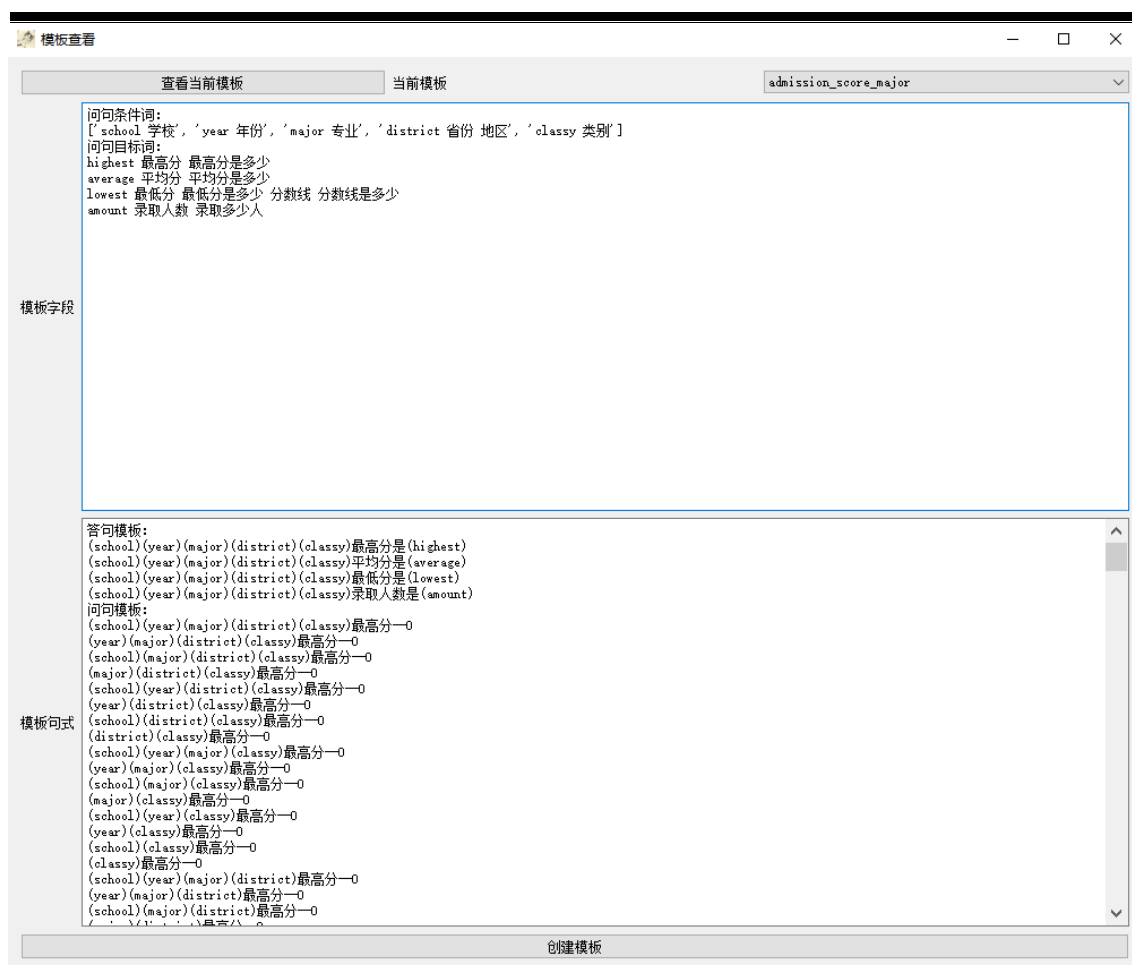 模板查看
查看当前模板 当前模板 admission_score_major
问句条件词:
['school 学校', 'year 年份', 'major 专业', 'district 省份 地区', 'classy 类别']
问句目标词:
highest 最高分 最高分是多少
average 平均分 平均分是多少
lowest 最低分 最低分是多少 分数线 分数线是多少
amount 录取人数 录取多少人
模板字段
答句模板:
(school)(year)(major)(district)(classy)最高分是(highest)
(school)(year)(major)(district)(classy)平均分是(average)
(school)(year)(major)(district)(classy)最低分是(lowest)
(school)(year)(major)(district)(classy)录取人数是(amount)
问句模板:
(school)(year)(major)(district)(classy)最高分—0
(year)(major)(district)(classy)最高分—0
(school)(major)(district)(classy)最高分—0
(major)(district)(classy)最高分—0
(school)(year)(district)(classy)最高分—0
(year)(district)(classy)最高分—0
(school)(district)(classy)最高分—0
(district)(classy)最高分—0
(school)(year)(major)(classy)最高分—0
(year)(major)(classy)最高分—0
(school)(major)(classy)最高分—0
(major)(classy)最高分—0
(school)(year)(classy)最高分—0
(year)(classy)最高分—0
(school)(classy)最高分—0
(classy)最高分—0
(school)(year)(major)(district)最高分—0
(year)(major)(district)最高分—0
(school)(major)(district)最高分—0
模板句式
创建模板